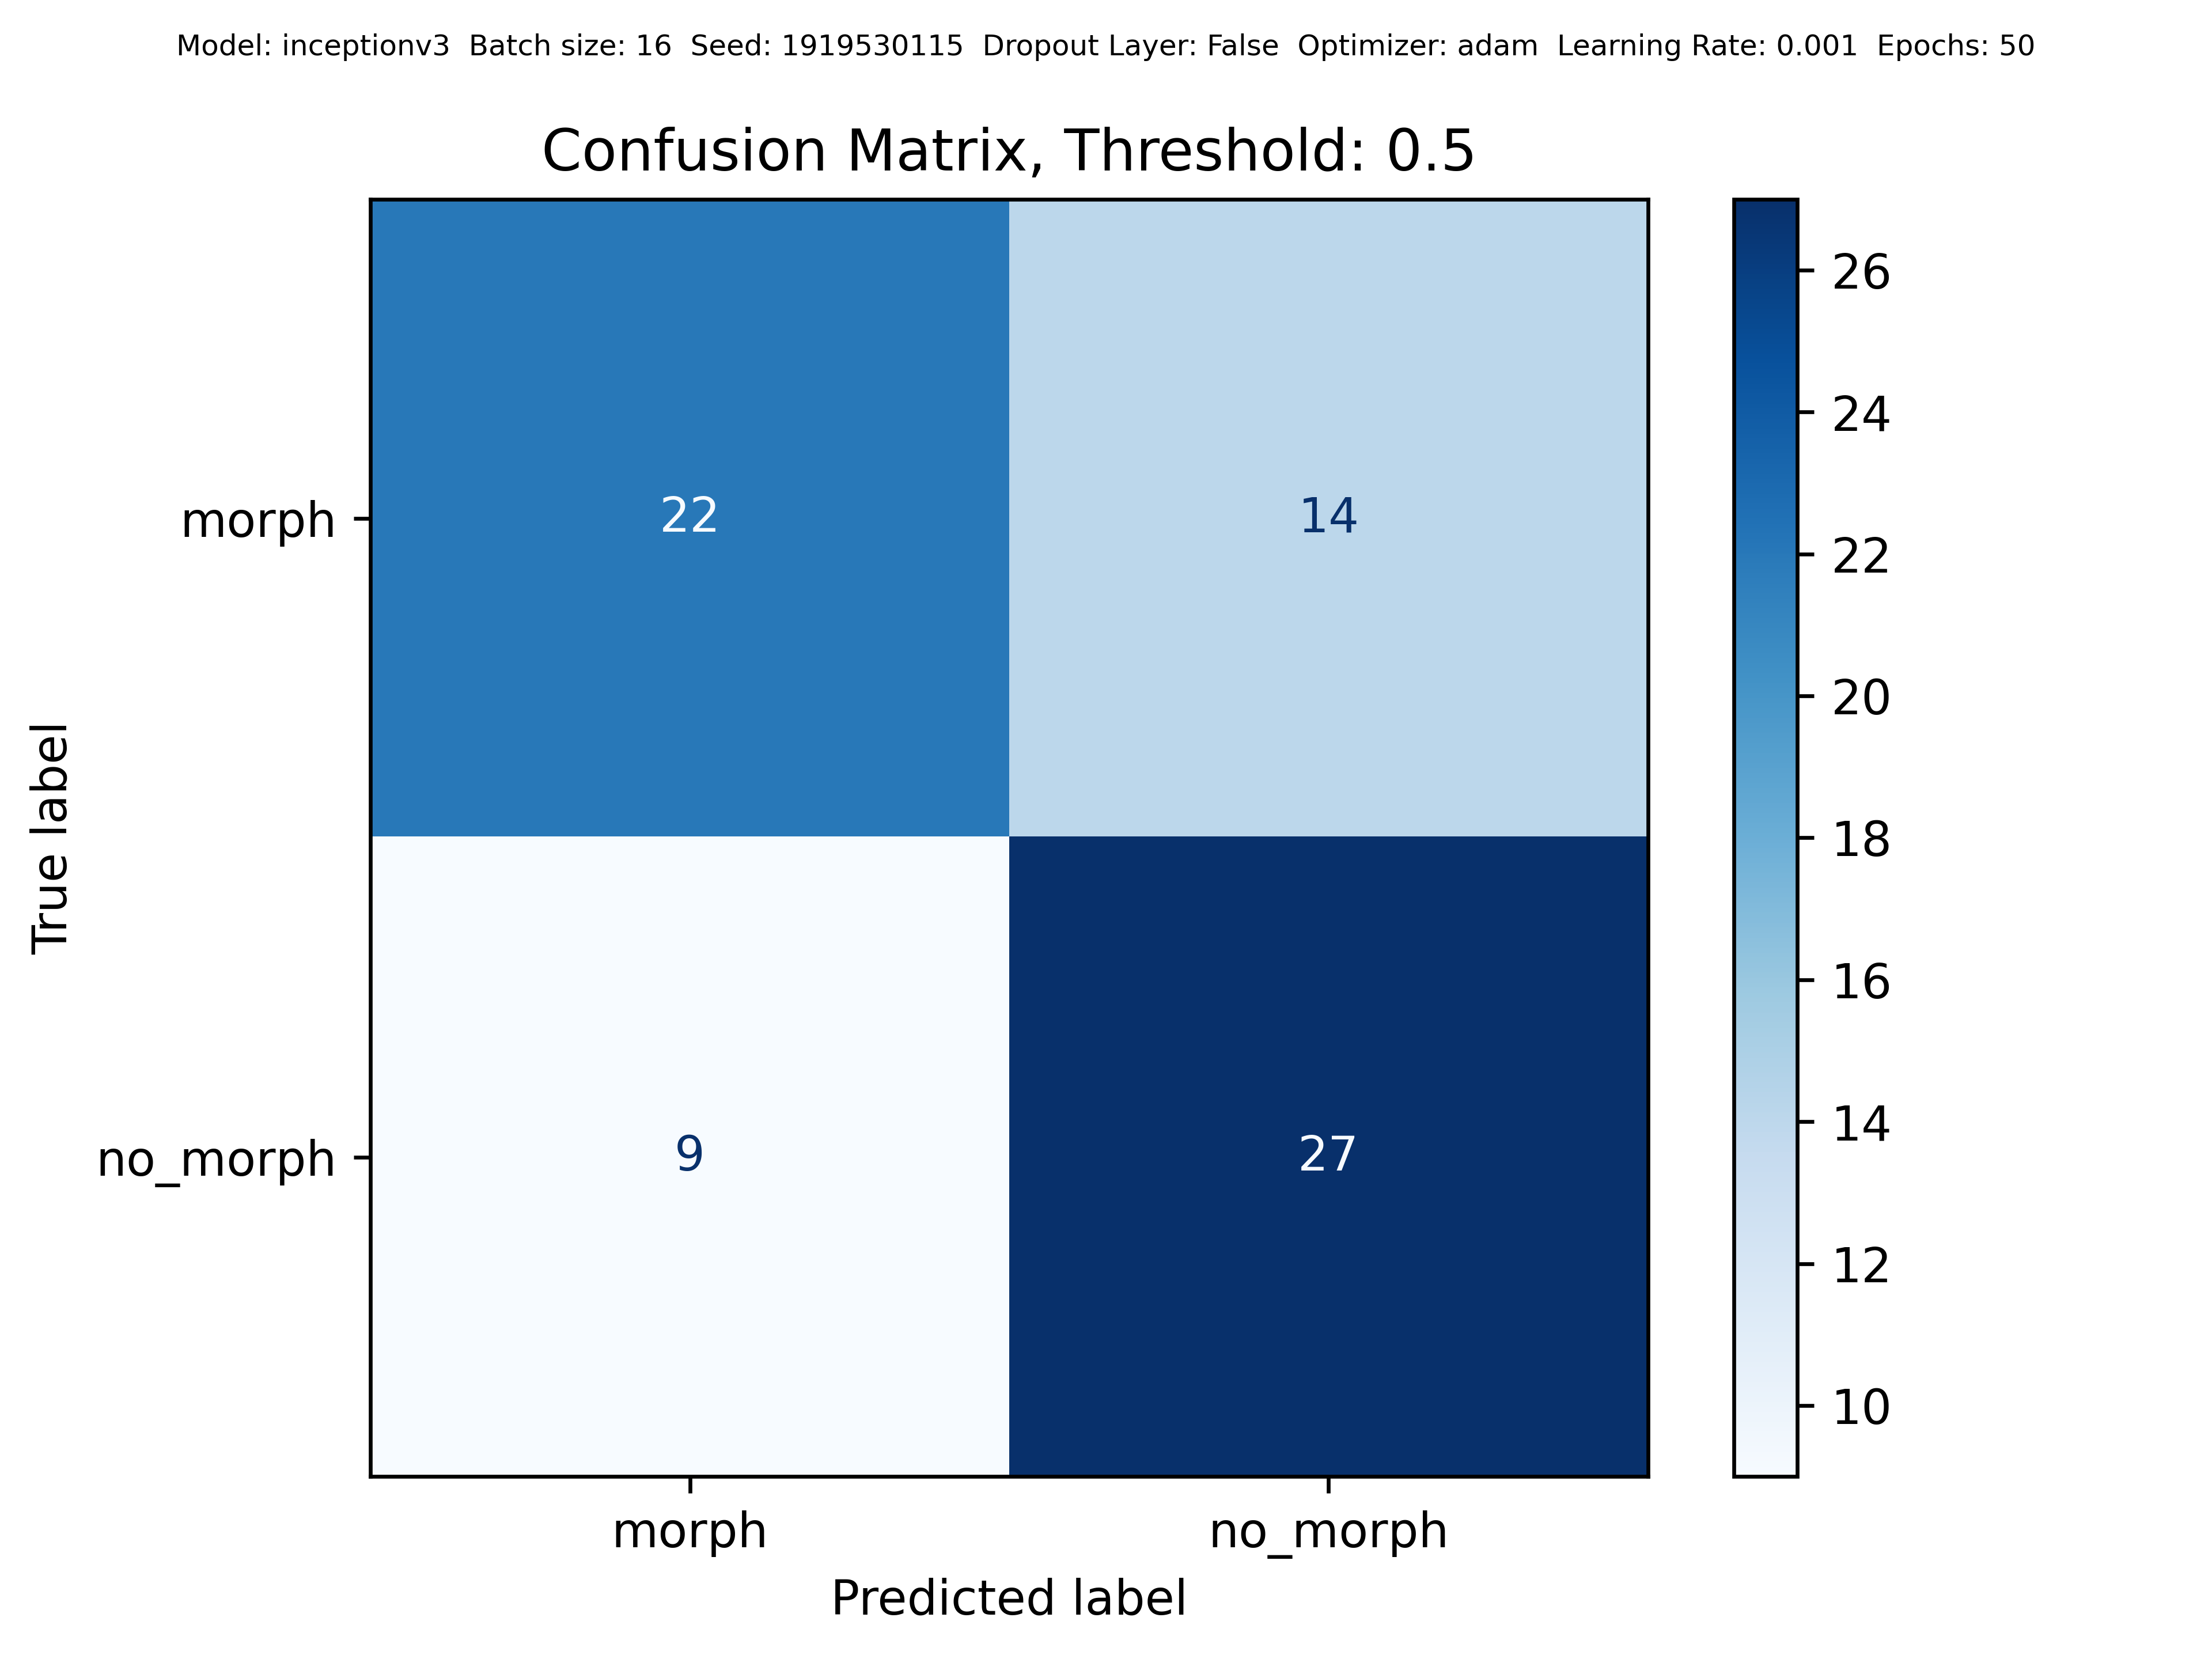 Model: inceptionv3  Batch size: 16  Seed: 1919530115  Dropout Layer: False  Optimizer: adam  Learning Rate: 0.001  Epochs: 50
Confusion Matrix, Threshold: 0.5
True label
morph
22
14
no_morph
9
27
morph
no_morph
Predicted label
26
24
22
20
18
16
14
12
10